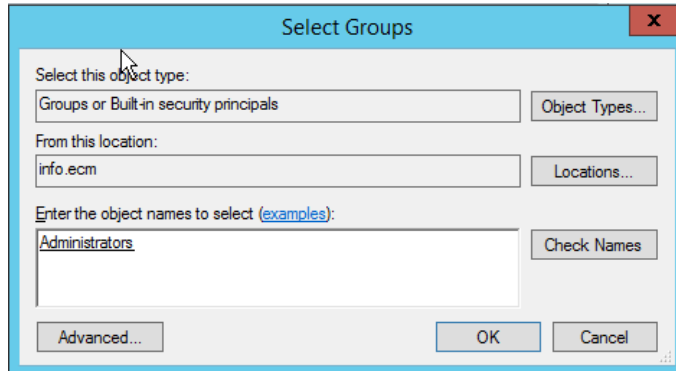 Select Groups
x
Select this object type:
Groups or Built-in security principals
Object Types...
From this location:
info.ecm
Locations...
Enter the object names to select (examples):
Administrators
Check Names
Advanced...
OK
Cancel